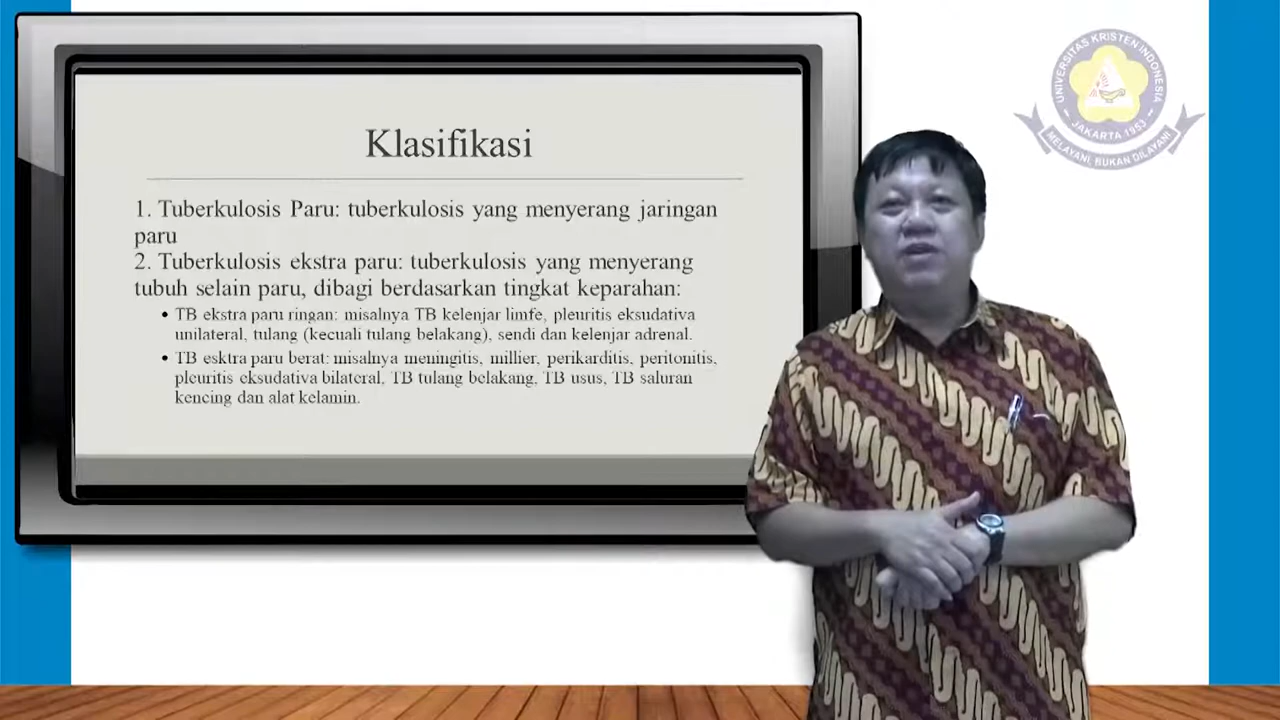 Klasifikasi
1. Tuberkulosis Paru: tuberkulosis yang menyerang jaringan
paru
2. Tuberkulosis ekstra paru: tuberkulosis yang menyerang
tubuh selain paru, dibagi berdasarkan tingkat keparahan:
• TB ekstra paru ringan: misalnya TB kelenjar limfe, pleuritis eksudativa
unilateral, tulang (kecuali tulang belakang), sendi dan kelenjar adrenal.
• TB esktra paru berat: misalnya meningitis, millier, perikarditis, peritonitis,
pleuritis eksudativa bilateral, TB tulang belakang, TB usus, TB saluran
kencing dan alat kelamin.
UNIVERSITAS KRISTEN INDONESIA
JAKARTA 1953
MELAYANI, BUKAN DILAYANI